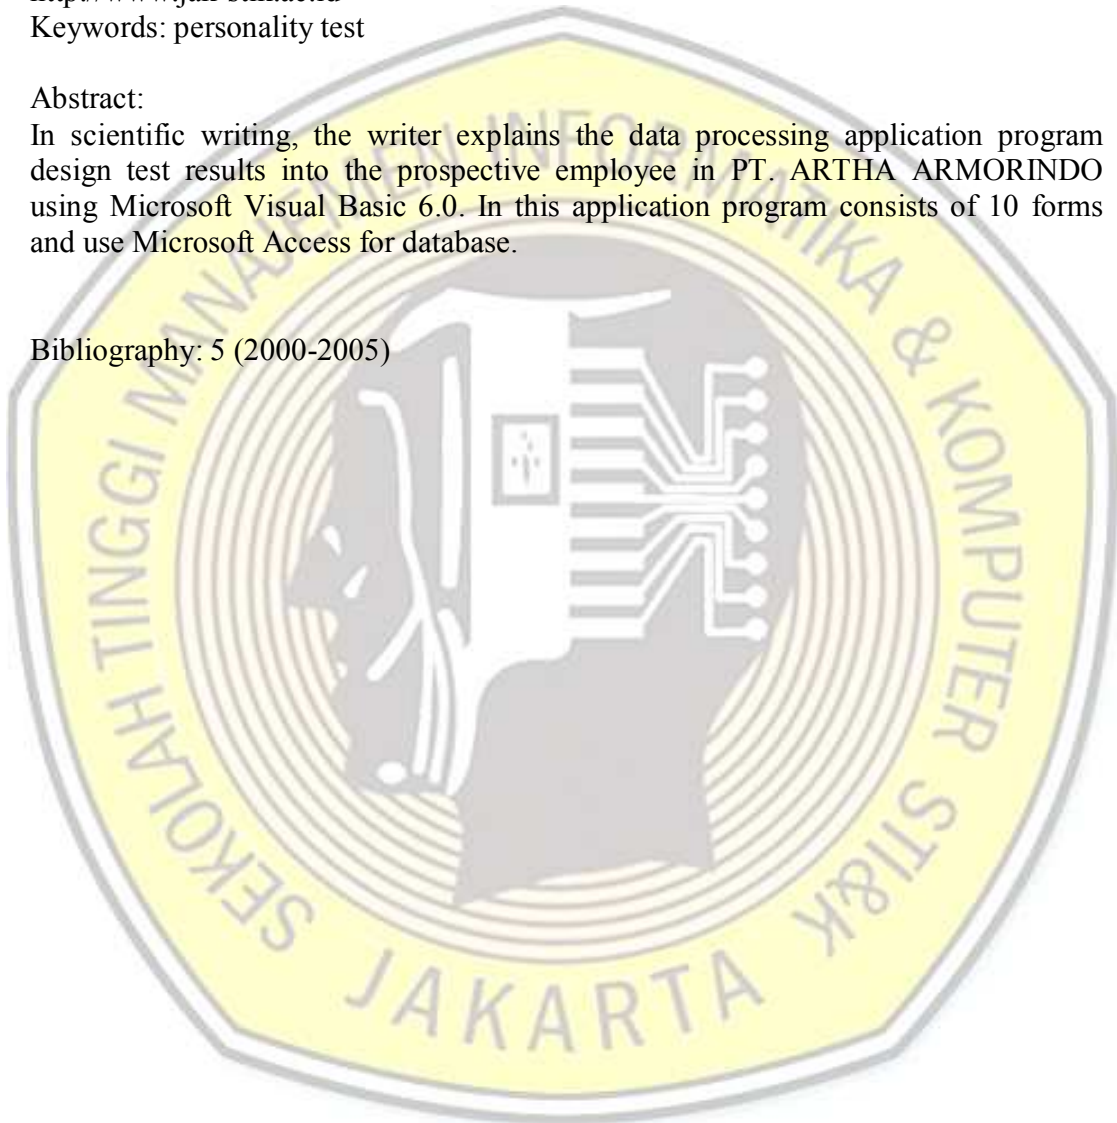 Keywords: personality test
Abstract:
In scientific writing, the writer explains the data processing application program
design test results into the prospective employee in PT. ARTHA ARMORINDO
using Microsoft Visual Basic 6.0. In this application program consists of 10 forms
and use Microsoft Access for database.
Bibliography: 5 (2000-2005)
SEKOLAH TINGGI MANAJEMEN INFORMATIKA & KOMPUTER STI&K
JAKARTA